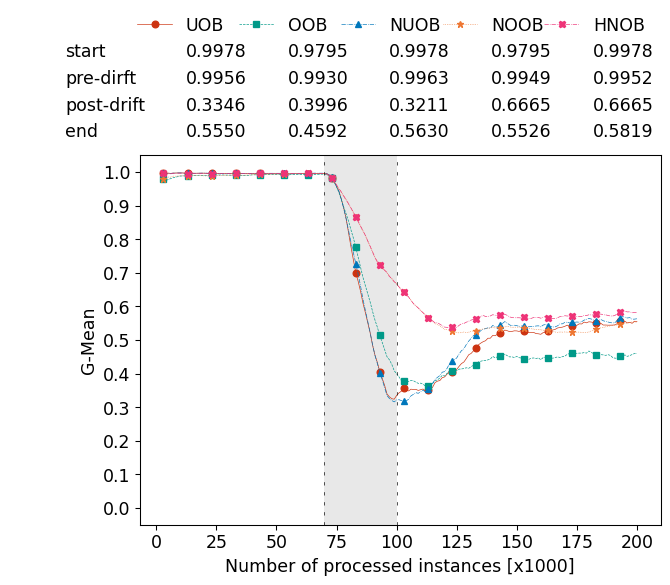 UOB OOB NUOB NOOB HNOB
start 0.9978 0.9795 0.9978 0.9795 0.9978
pre-dirft 0.9956 0.9930 0.9963 0.9949 0.9952
post-drift 0.3346 0.3996 0.3211 0.6665 0.6665
end 0.5550 0.4592 0.5630 0.5526 0.5819
1.0
0.9
0.8
0.7
0.6
0.5
0.4
0.3
0.2
0.1
0.0
G-Mean
0 25 50 75 100 125 150 175 200
Number of processed instances [x1000]